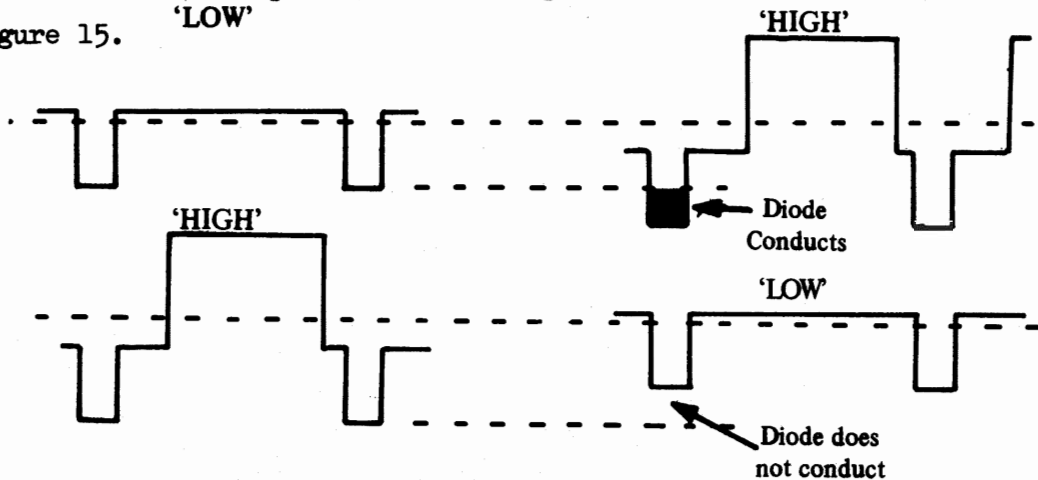 ‘LOW’
gure 15.
‘HIGH’
Diode
Conducts
‘HIGH’
‘LOW’
Diode does
not conduct